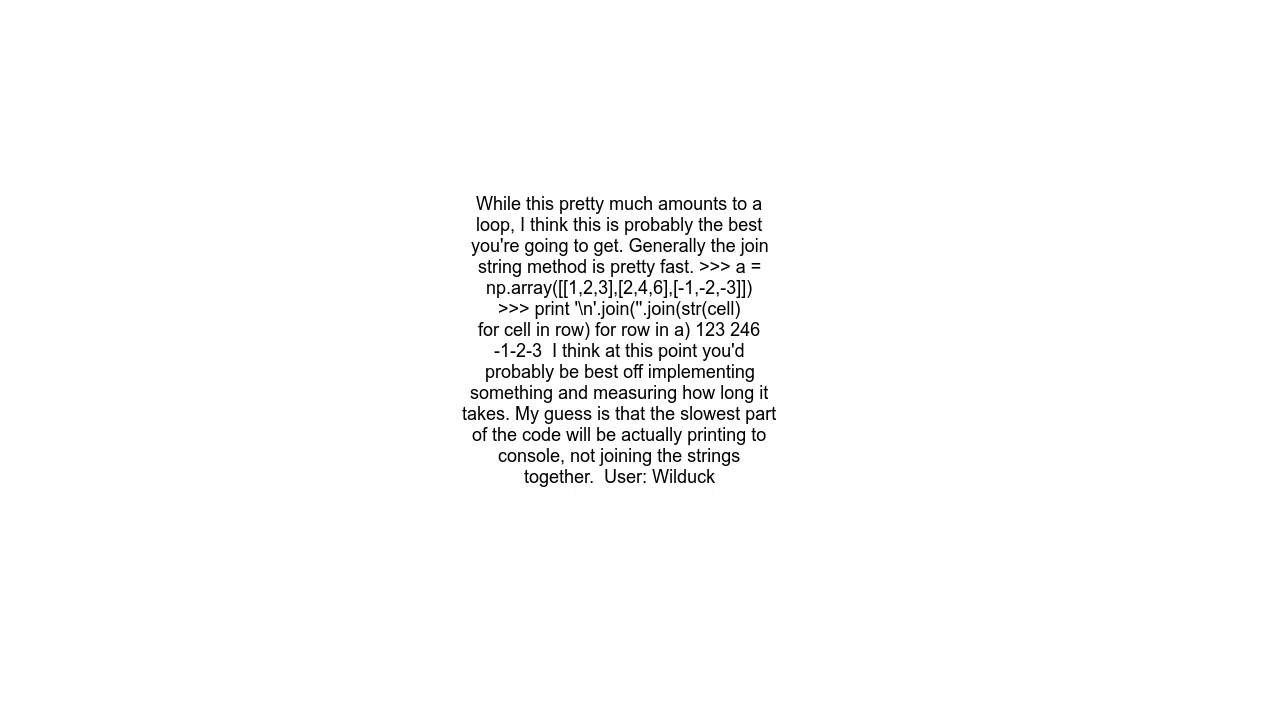 While this pretty much amounts to a
loop, I think this is probably the best
you're going to get. Generally the join
string method is pretty fast. >>> a =
np.array([[1,2,3],[2,4,6],[-1,-2,-3]])
>>> print '\n'.join(''.join(str(cell)
for cell in row) for row in a) 123 246
-1-2-3  I think at this point you'd
probably be best off implementing
something and measuring how long it
takes. My guess is that the slowest part
of the code will be actually printing to
console, not joining the strings
together.  User: Wilduck